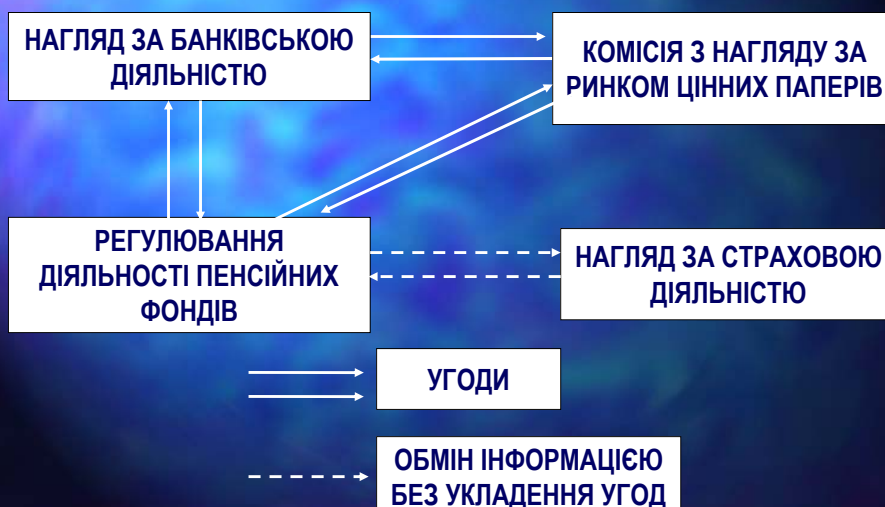 НАГЛЯД ЗА БАНКІВСЬКОЮ
ДІЯЛЬНІСТЮ
КОМІСІЯ З НАГЛЯДУ ЗА
РИНКОМ ЦІННИХ ПАПЕРІВ
РЕГУЛЮВАННЯ
ДІЯЛЬНОСТІ ПЕНСІЙНИХ
ФОНДІВ
НАГЛЯД ЗА СТРАХОВОЮ
ДІЯЛЬНІСТЮ
УГОДИ
ОБМІН ІНФОРМАЦІЄЮ
БЕЗ УКЛАДЕННЯ УГОД